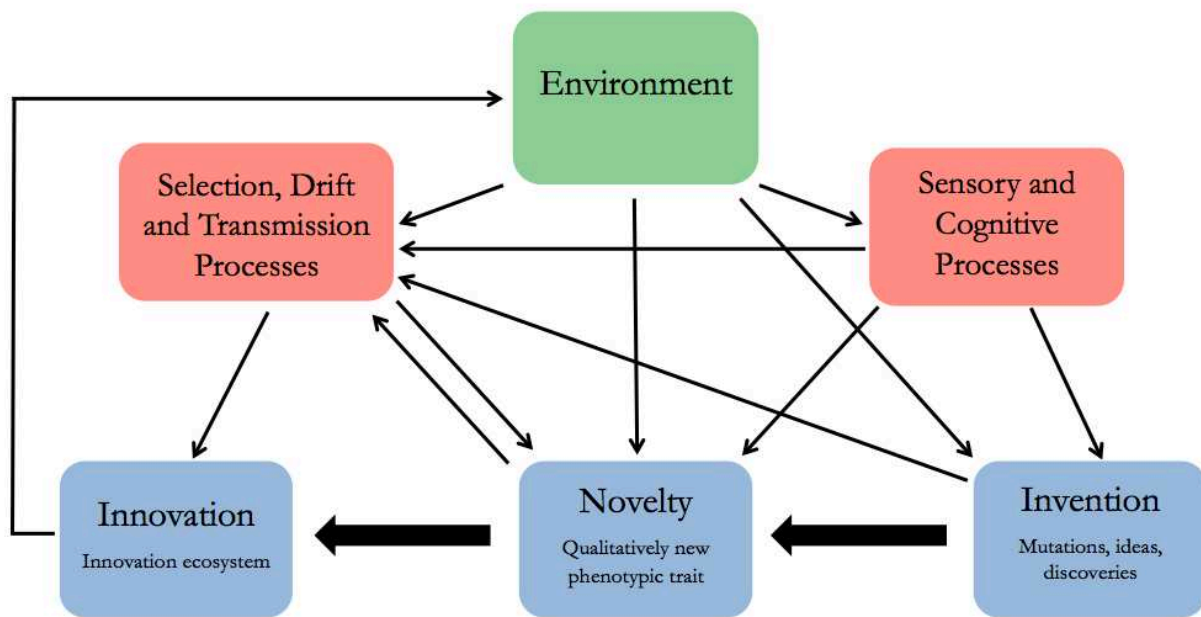 Environment
Selection, Drift
and Transmission
Processes
Sensory and
Cognitive
Processes
Innovation
Innovation ecosystem
Novelty
Qualitatively new
phenotypic trait
Invention
Mutations, ideas,
discoveries